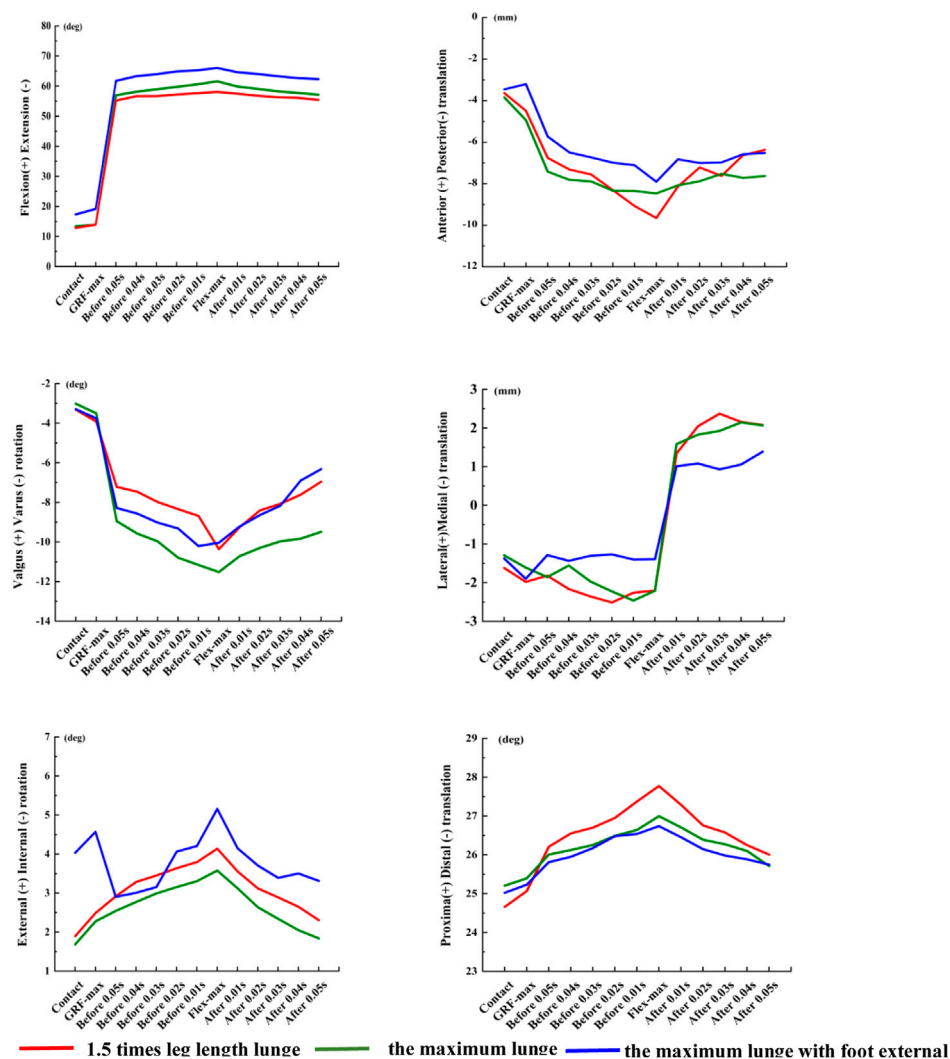 (deg)
80
70
60
50
40
30
20
10
0
Flexion(+) Extension (-)
Contact
GRF-max
Before 0.05s
Before 0.04s
Before 0.03s
Before 0.02s
Before 0.01s
Flex-max
After 0.01s
After 0.02s
After 0.03s
After 0.04s
After 0.05s
(mm)
0
-2
-4
-6
-8
-10
-12
Anterior (+) Posterior(-) translation
Contact
GRF-max
Before 0.05s
Before 0.04s
Before 0.03s
Before 0.02s
Before 0.01s
Flex-max
After 0.01s
After 0.02s
After 0.03s
After 0.04s
After 0.05s
(deg)
-2
-4
-6
-8
-10
-12
-14
Valgus (+) Varus (-) rotation
Contact
GRF-max
Before 0.05s
Before 0.04s
Before 0.03s
Before 0.02s
Before 0.01s
Flex-max
After 0.01s
After 0.02s
After 0.03s
After 0.04s
After 0.05s
(mm)
3
2
1
0
-1
-2
-3
Lateral(+)Medial (-) translation
Contact
GRF-max
Before 0.05s
Before 0.04s
Before 0.03s
Before 0.02s
Before 0.01s
Flex-max
After 0.01s
After 0.02s
After 0.03s
After 0.04s
After 0.05s
(deg)
7
6
5
4
3
2
1
External (+) Internal (-) rotation
Contact
GRF-max
Before 0.05s
Before 0.04s
Before 0.03s
Before 0.02s
Before 0.01s
Flex-max
After 0.01s
After 0.02s
After 0.03s
After 0.04s
After 0.05s
(deg)
29
28
27
26
25
24
23
Proxima(+) Distal (-) translation
Contact
GRF-max
Before 0.05s
Before 0.04s
Before 0.03s
Before 0.02s
Before 0.01s
Flex-max
After 0.01s
After 0.02s
After 0.03s
After 0.04s
After 0.05s
1.5 times leg length lunge the maximum lunge the maximum lunge with foot external